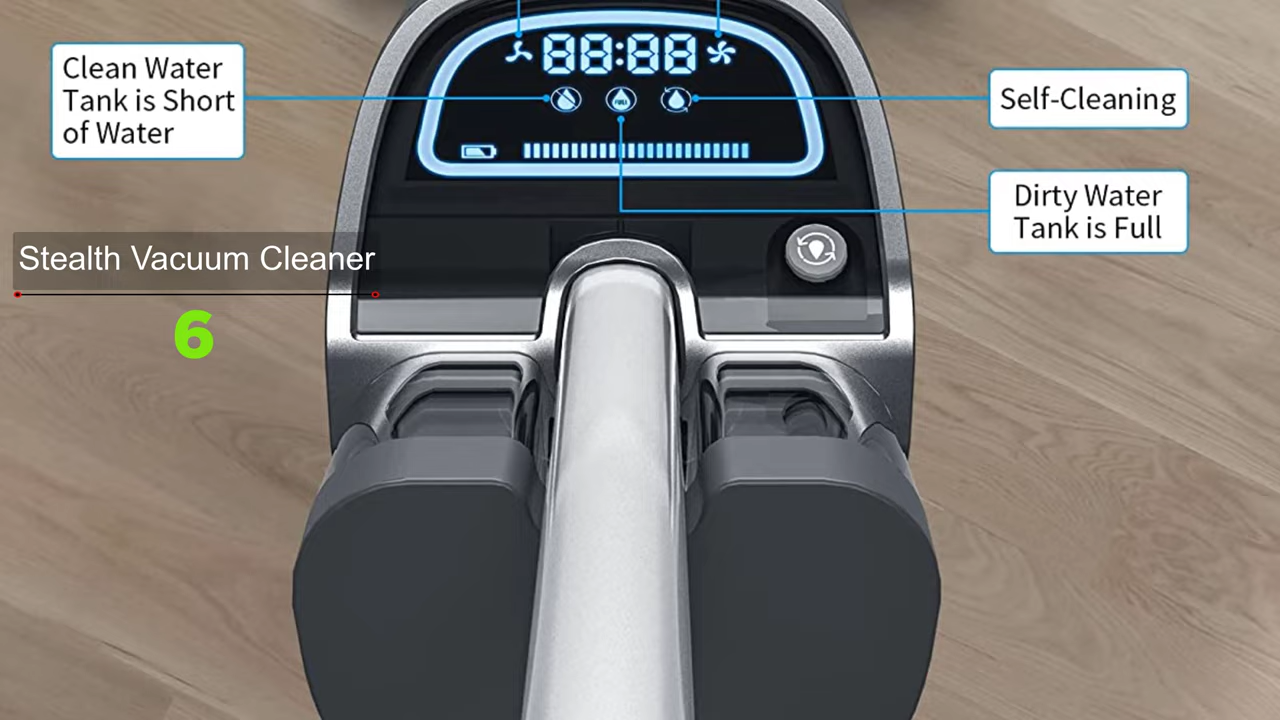 88:88
Clean Water
Tank is Short
of Water
Self-Cleaning
FULL
Dirty Water
Tank is Full
Stealth Vacuum Cleaner
6